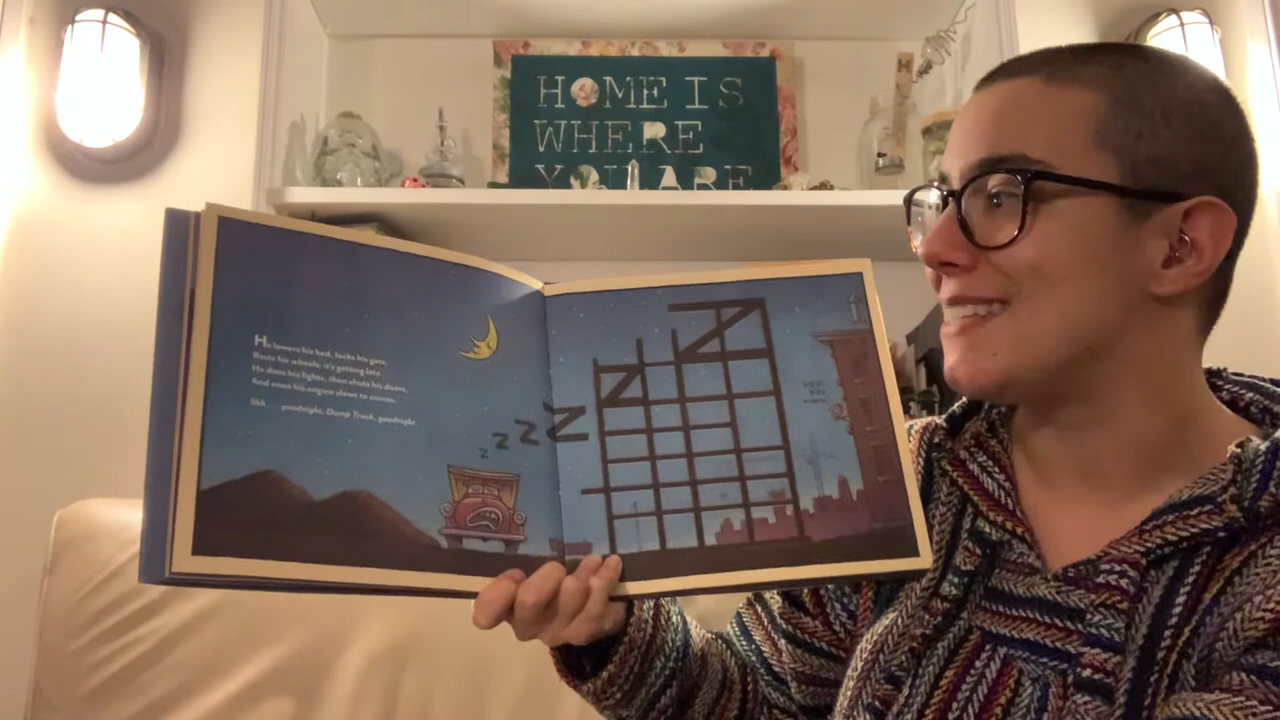 HOME IS
WHERE
YOU ARE
H
He lowers his bed, locks his gate,
Rests his wheels; it's getting late.
He dims his lights, then shuts his doors,
And soon his engine slows to snores.
Shh . . . goodnight, Dump Truck, goodnight.
z z z Z
Z Z